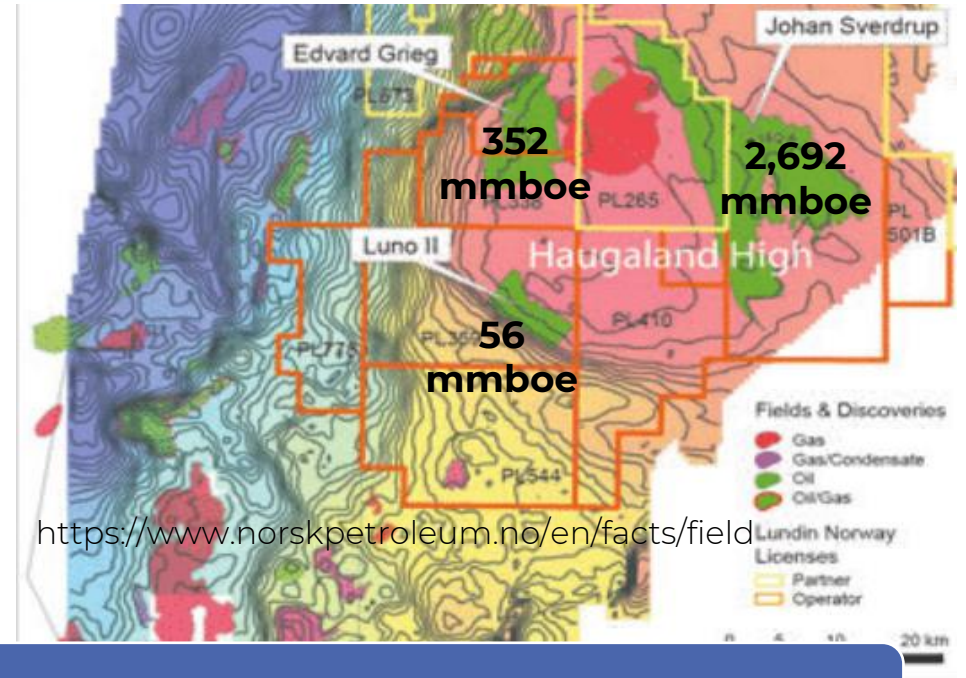 Johan Sverdrup
Edvard Grieg
PL673
352
mmboe
2,692
mmboe
PL338
PL265
PL
501B
Luno II
Haugaland High
PL410
PL359
56
mmboe
PL775
Fields & Discoveries
Gas
Gas/Condensate
Oil
Oil/Gas
PL544
https://www.norskpetroleum.no/en/facts/field
Lundin Norway
Licenses
Partner
Operator
0 5 10 20 km